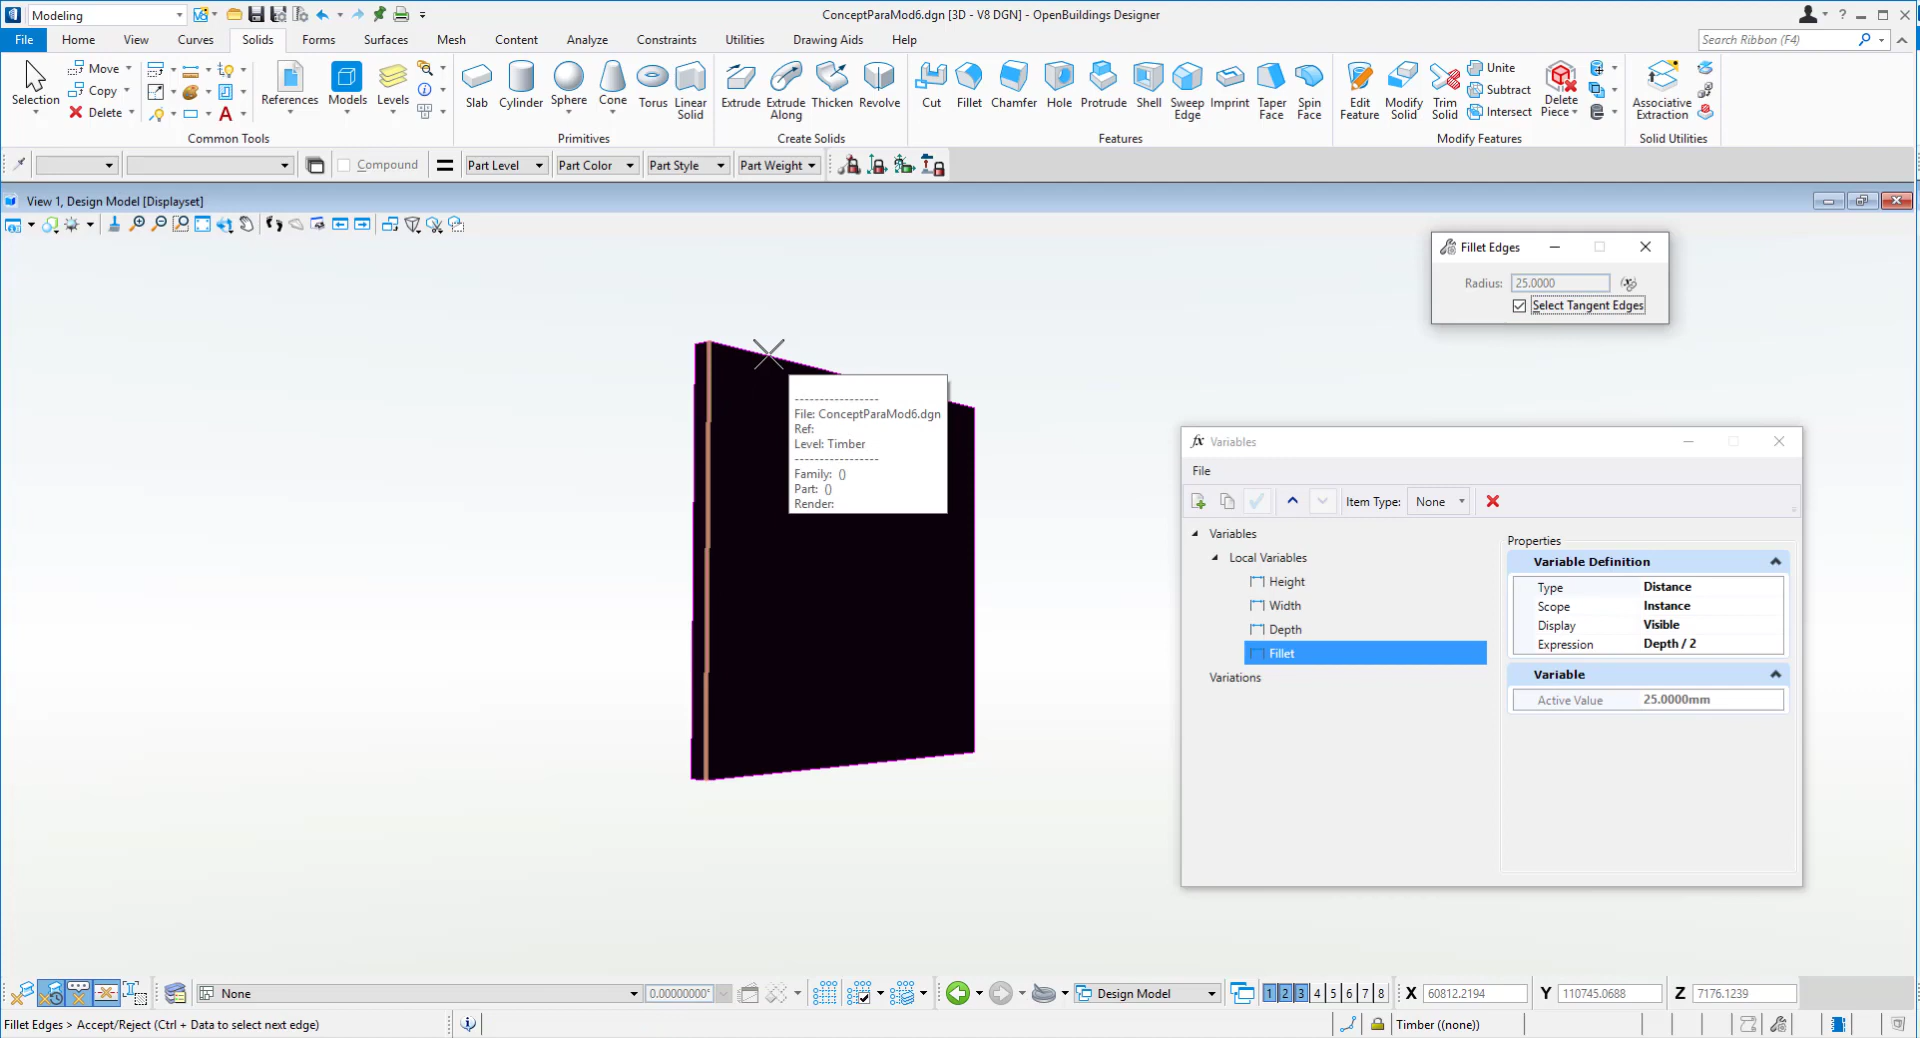 Modeling
ConceptParaMod6.dgn [3D - V8 DGN] - OpenBuildings Designer
File Home View Curves Solids Forms Surfaces Mesh Content Analyze Constraints Utilities Drawing Aids Help
Search Ribbon (F4)
Selection
Move
Copy
Delete
A
References Models Levels
Common Tools
Slab Cylinder Sphere Cone Torus Linear Solid
Primitives
Extrude Extrude Along Thicken Revolve
Create Solids
Cut Fillet Chamfer Hole Protrude Shell Sweep Edge Imprint Taper Face Spin Face
Features
Edit Feature Modify Solid Trim Solid
Unite
Subtract
Intersect
Delete Piece
Modify Features
Associative Extraction
Solid Utilities
Compound Part Level Part Color Part Style Part Weight
View 1, Design Model [Displayset]
Fillet Edges
Radius: 25.0000
Select Tangent Edges
-----------------
File: ConceptParaMod6.dgn
Ref:
Level: Timber
-----------------
Family: ()
Part: ()
Render:
fx Variables
File
Item Type: None
Variables
Local Variables
Height
Width
Depth
Fillet
Variations
Properties
Variable Definition
Type Distance
Scope Instance
Display Visible
Expression Depth / 2
Variable
Active Value 25.0000mm
None 0.00000000° Design Model 1 2 3 4 5 6 7 8 X 60812.2194 Y 110745.0688 Z 7176.1239
Fillet Edges > Accept/Reject (Ctrl + Data to select next edge) Timber ((none))